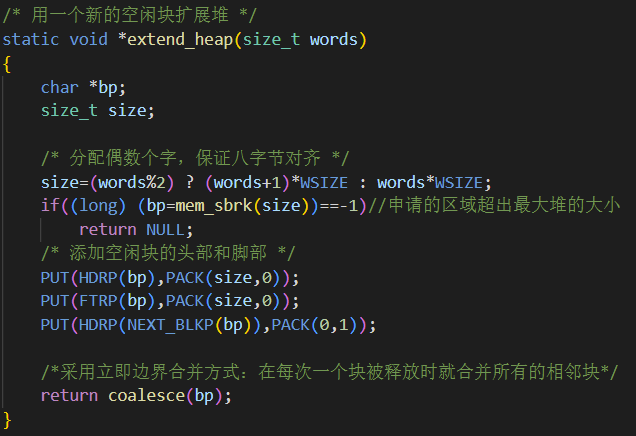 /* 用一个新的空闲块扩展堆 */
static void *extend_heap(size_t words)
{
    char *bp;
    size_t size;

    /* 分配偶数个字，保证八字节对齐 */
    size=(words%2) ? (words+1)*WSIZE : words*WSIZE;
    if((long) (bp=mem_sbrk(size))==-1)//申请的区域超出最大堆的大小
        return NULL;
    /* 添加空闲块的头部和脚部 */
    PUT(HDRP(bp),PACK(size,0));
    PUT(FTRP(bp),PACK(size,0));
    PUT(HDRP(NEXT_BLKP(bp)),PACK(0,1));

    /*采用立即边界合并方式：在每次一个块被释放时就合并所有的相邻块*/
    return coalesce(bp);
}